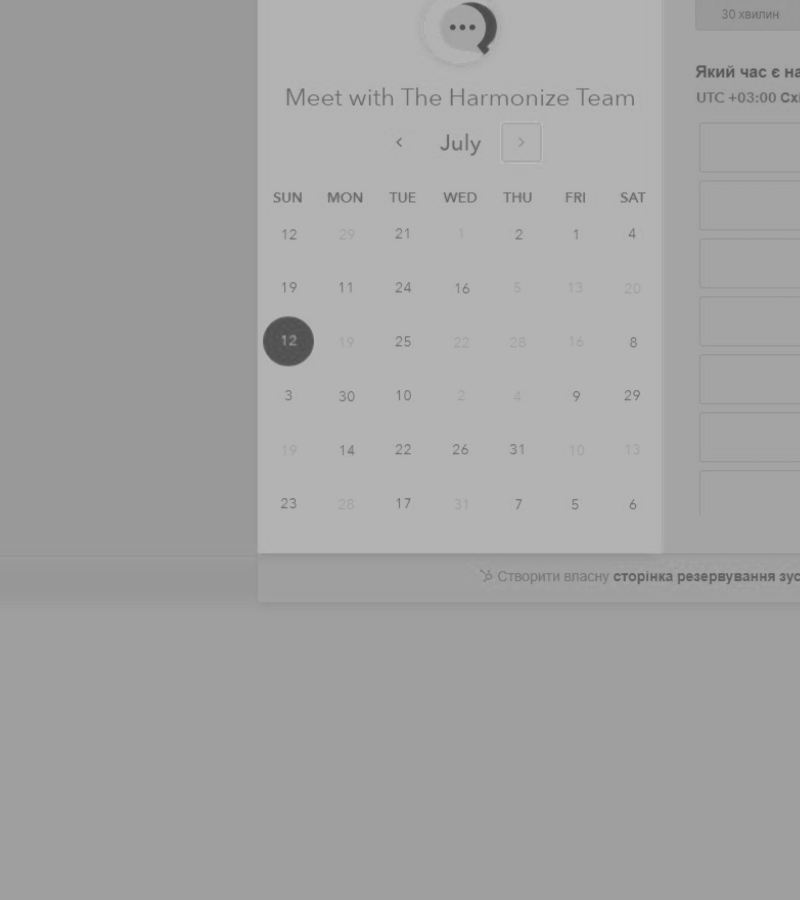 30 хвилин
Який час є на
UTC +03:00 Схі
Meet with The Harmonize Team
July
SUN MON TUE WED THU FRI SAT
12 29 21 1 2 1 4
19 11 24 16 5 13 20
12 19 25 22 28 16 8
3 30 10 2 4 9 29
19 14 22 26 31 10 13
23 28 17 31 7 5 6
Створити власну сторінка резервування зус